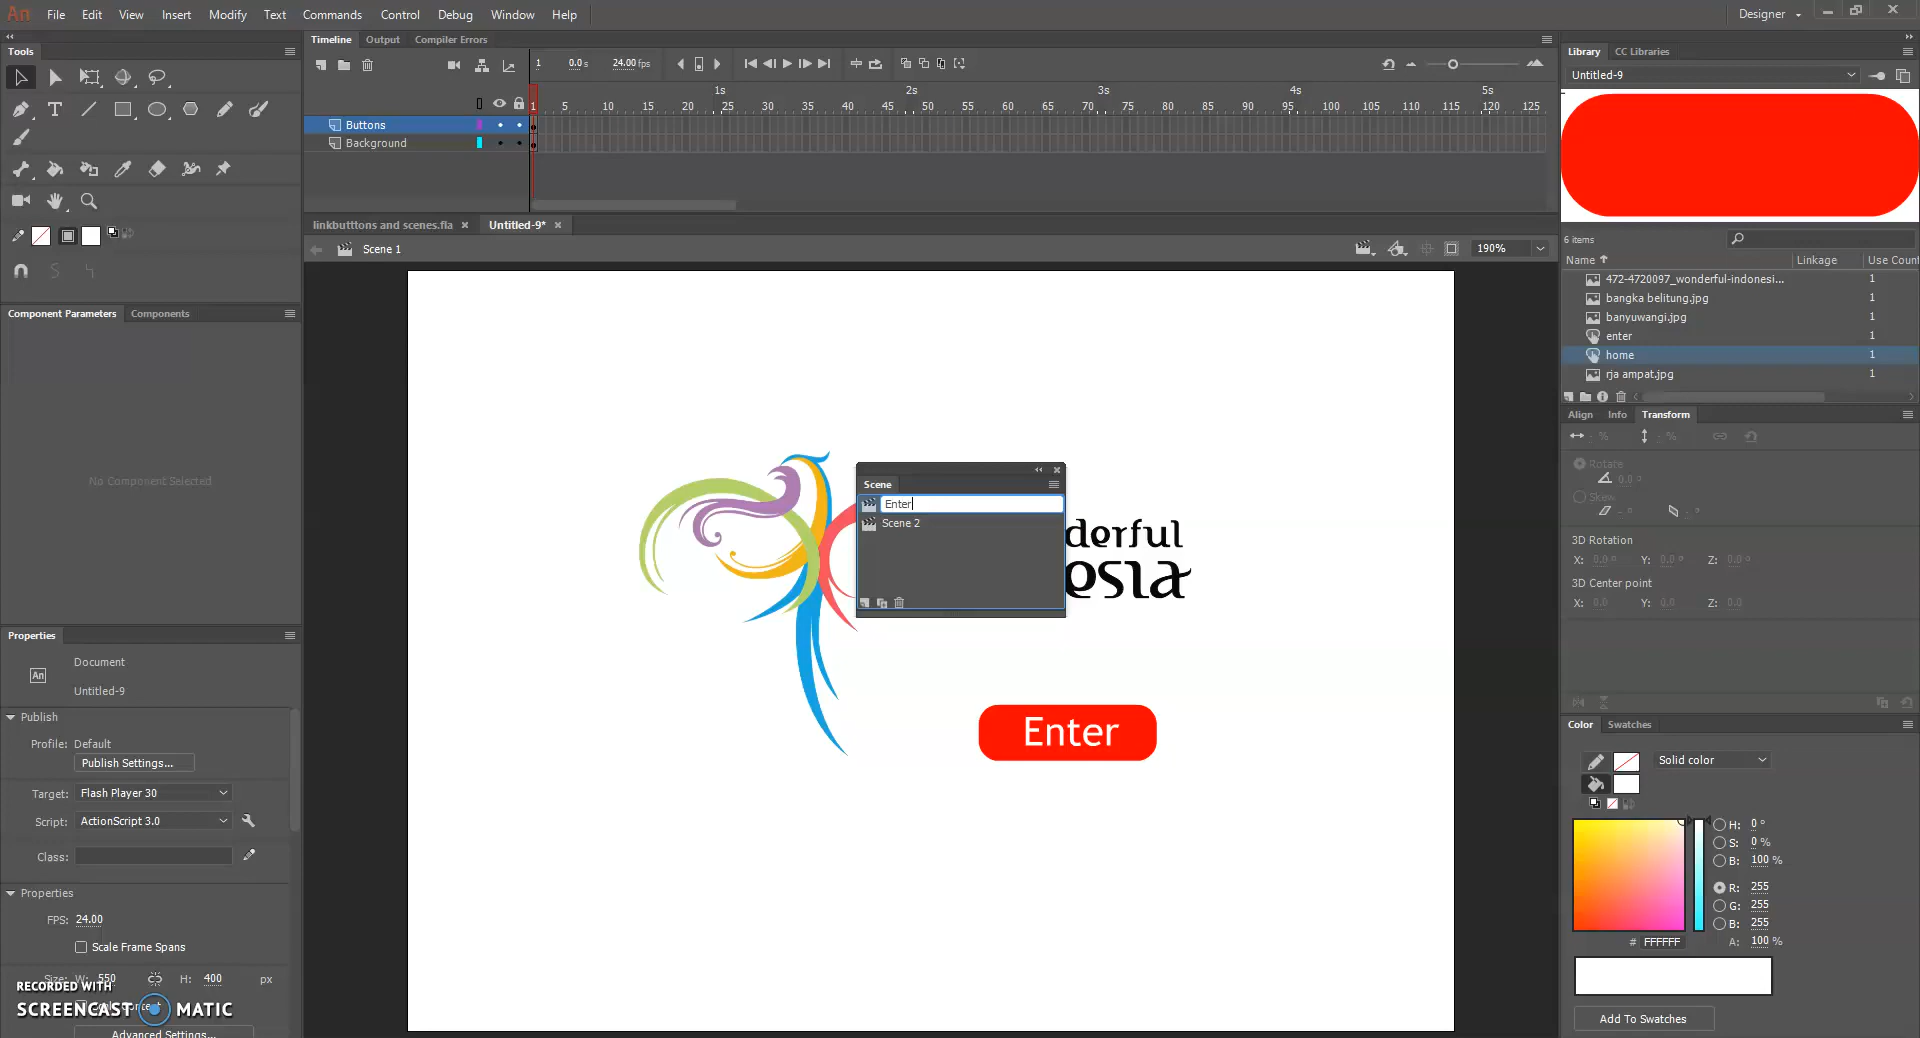 An File Edit View Insert Modify Text Commands Control Debug Window Help Designer
Tools
Timeline Output Compiler Errors
1 0.0 s 24.00 fps
1s 2s 3s 4s 5s
1 5 10 15 20 25 30 35 40 45 50 55 60 65 70 75 80 85 90 95 100 105 110 115 120 125
Buttons
Background
linkbutttons and scenes.fla Untitled-9*
Scene 1 190%
Component Parameters Components
No Component Selected
Properties
An Document
Untitled-9
Publish
Profile: Default
Publish Settings...
Target: Flash Player 30
Script: ActionScript 3.0
Class:
Properties
FPS: 24.00
Scale Frame Spans
Size: W: 550 H: 400 px
RECORDED WITH
SCREENCAST MATIC
Advanced Settings...
derful
esia
Scene
Enter
Scene 2
Enter
Library CC Libraries
Untitled-9
6 items
Name Linkage Use Count
472-4720097_wonderful-indonesi... 1
bangka belitung.jpg 1
banyuwangi.jpg 1
enter 1
home 1
rja ampat.jpg 1
Align Info Transform
% %
Rotate
0.0 °
Skew
3D Rotation
X: 0.0 ° Y: 0.0 ° Z: 0.0 °
3D Center point
X: 0.0 Y: 0.0 Z: 0.0
Color Swatches
Solid color
H: 0 °
S: 0 %
B: 100 %
R: 255
G: 255
B: 255
# FFFFFF A: 100 %
Add To Swatches